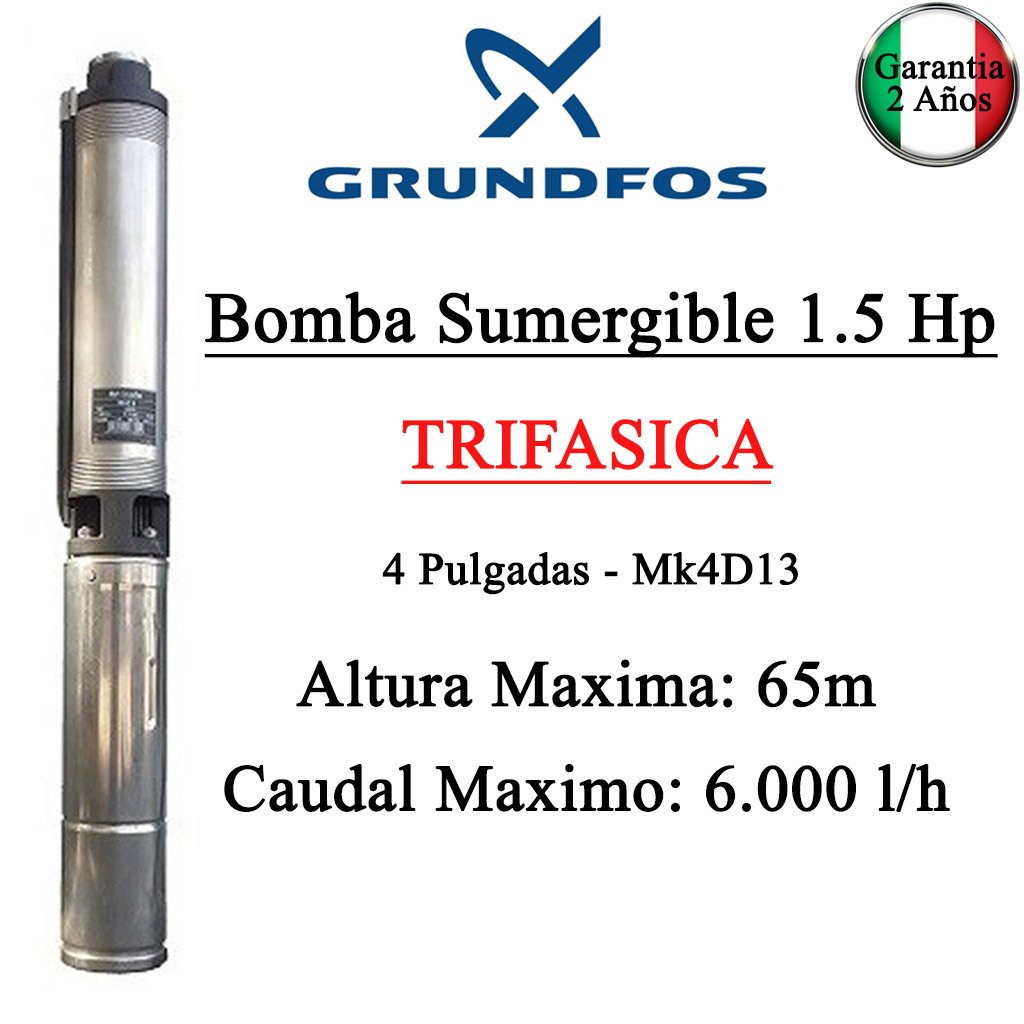 GRUNDFOS
Garantia
2 Años
Bomba Sumergible 1.5 Hp
TRIFASICA
4 Pulgadas - Mk4D13
Altura Maxima: 65m
Caudal Maximo: 6.000 l/h